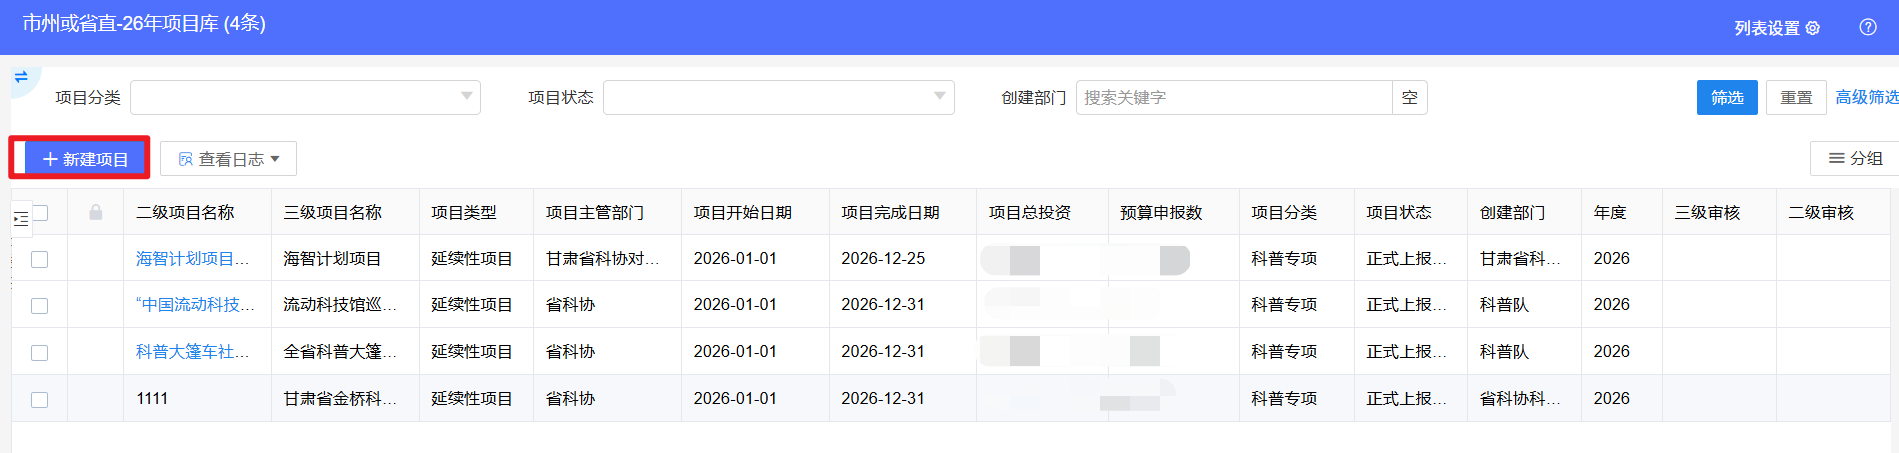 市州或省直-26年项目库 (4条)
列表设置
项目分类 项目状态 创建部门 搜索关键字 空 筛选 重置 高级筛选
新建项目 查看日志 分组
二级项目名称 三级项目名称 项目类型 项目主管部门 项目开始日期 项目完成日期 项目总投资 预算申报数 项目分类 项目状态 创建部门 年度 三级审核 二级审核
海智计划项目... 海智计划项目 延续性项目 甘肃省科协对... 2026-01-01 2026-12-25 科普专项 正式上报... 甘肃省科... 2026
“中国流动科技... 流动科技馆巡... 延续性项目 省科协 2026-01-01 2026-12-31 科普专项 正式上报... 科普队 2026
科普大篷车社... 全省科普大篷... 延续性项目 省科协 2026-01-01 2026-12-31 科普专项 正式上报... 科普队 2026
1111 甘肃省金桥科... 延续性项目 省科协 2026-01-01 2026-12-31 科普专项 正式上报... 省科协科... 2026